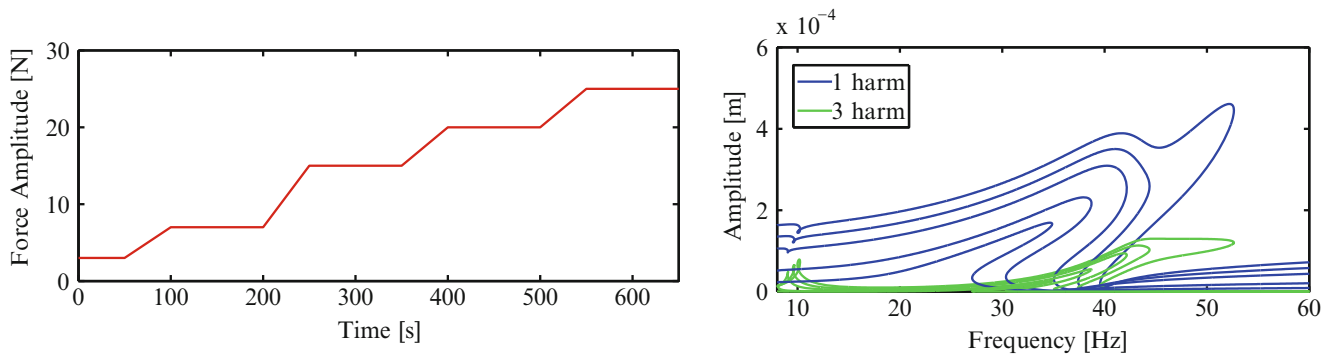 Force Amplitude [N]
30
20
10
0
0 100 200 300 400 500 600
Time [s]
x 10⁻⁴
Amplitude [m]
6
4
2
0
1 harm
3 harm
10 20 30 40 50 60
Frequency [Hz]